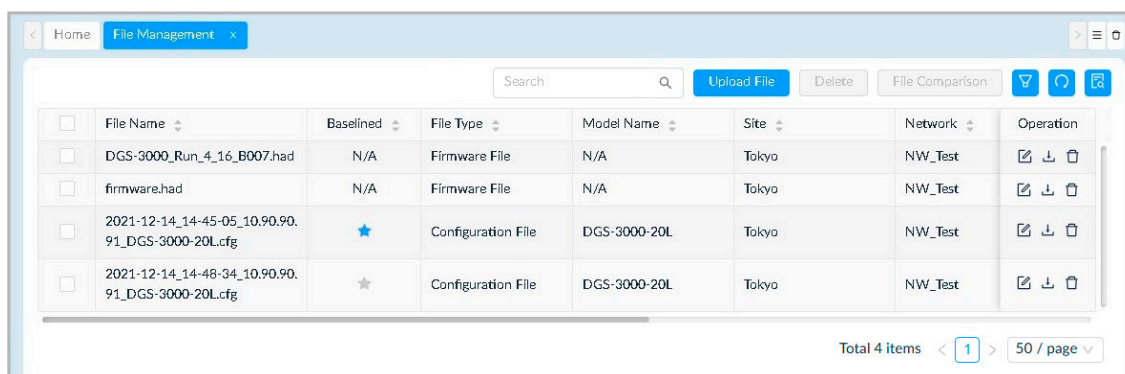 Home File Management x
Search Upload File Delete File Comparison
File Name Baselined File Type Model Name Site Network Operation
DGS-3000_Run_4_16_B007.had N/A Firmware File N/A Tokyo NW_Test
firmware.had N/A Firmware File N/A Tokyo NW_Test
2021-12-14_14-45-05_10.90.90.
91_DGS-3000-20L.cfg Configuration File DGS-3000-20L Tokyo NW_Test
2021-12-14_14-48-34_10.90.90.
91_DGS-3000-20L.cfg Configuration File DGS-3000-20L Tokyo NW_Test
Total 4 items < 1 > 50 / page